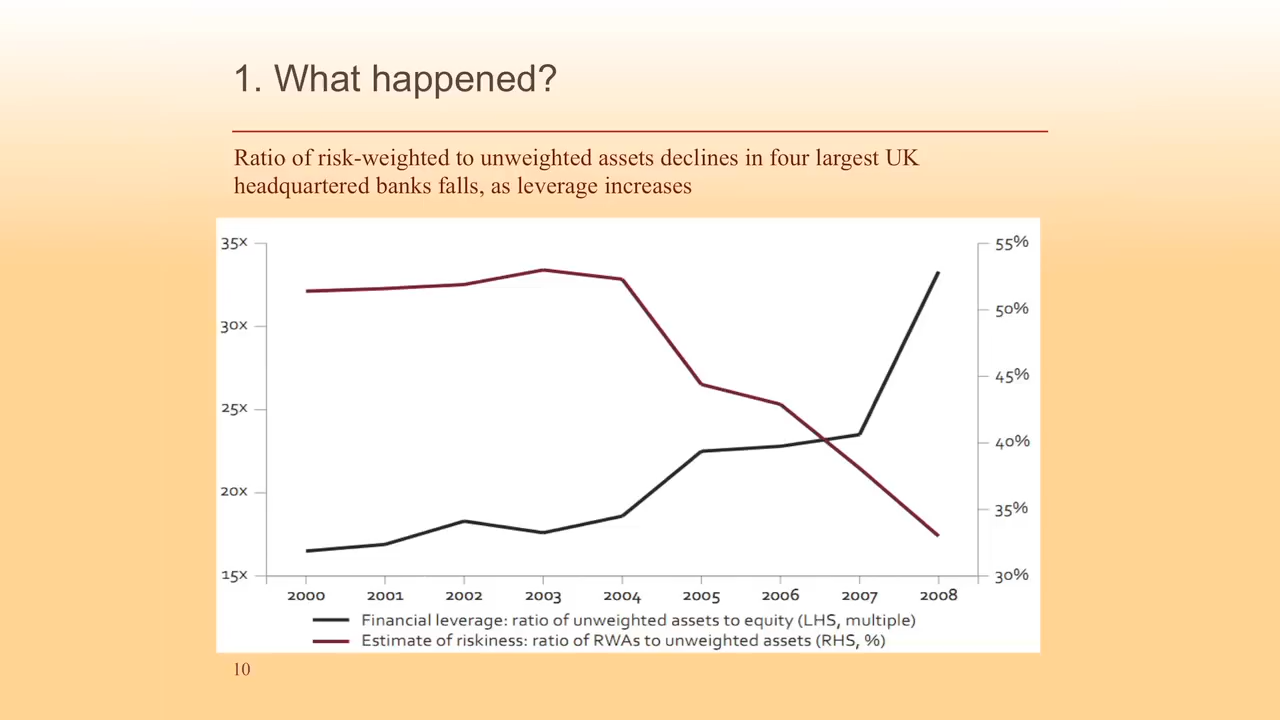 1. What happened?
Ratio of risk-weighted to unweighted assets declines in four largest UK
headquartered banks falls, as leverage increases
35x
30x
25x
20x
15x
55%
50%
45%
40%
35%
30%
2000 2001 2002 2003 2004 2005 2006 2007 2008
Financial leverage: ratio of unweighted assets to equity (LHS, multiple)
Estimate of riskiness: ratio of RWAs to unweighted assets (RHS, %)
10